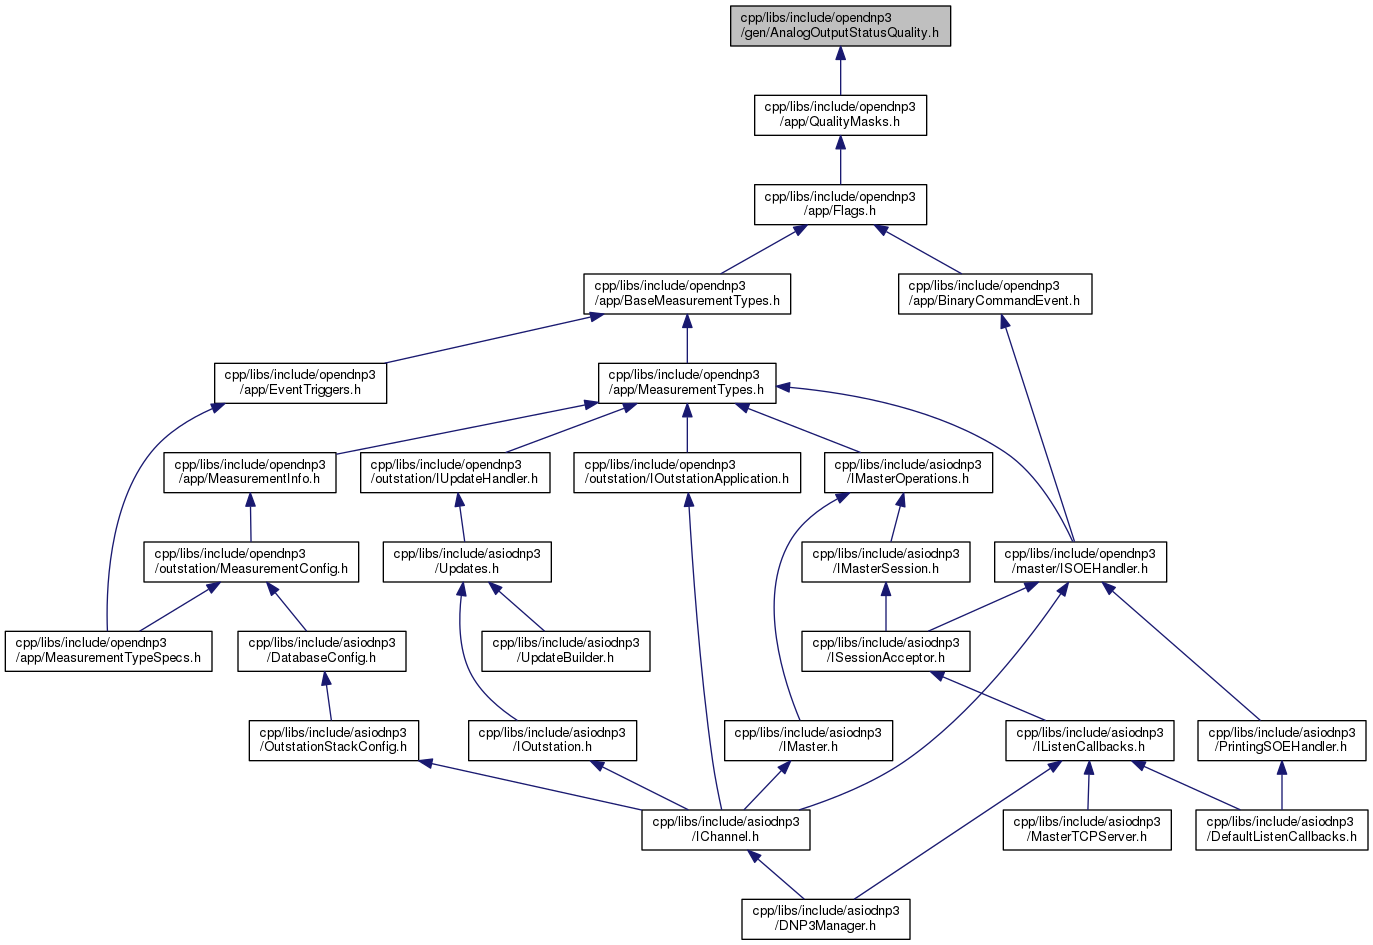 cpp/libs/include/opendnp3
/gen/AnalogOutputStatusQuality.h
cpp/libs/include/opendnp3
/app/QualityMasks.h
cpp/libs/include/opendnp3
/app/Flags.h
cpp/libs/include/opendnp3
/app/BaseMeasurementTypes.h
cpp/libs/include/opendnp3
/app/BinaryCommandEvent.h
cpp/libs/include/opendnp3
/app/EventTriggers.h
cpp/libs/include/opendnp3
/app/MeasurementTypes.h
cpp/libs/include/opendnp3
/app/MeasurementInfo.h
cpp/libs/include/opendnp3
/outstation/IUpdateHandler.h
cpp/libs/include/opendnp3
/outstation/IOutstationApplication.h
cpp/libs/include/asiodnp3
/IMasterOperations.h
cpp/libs/include/opendnp3
/outstation/MeasurementConfig.h
cpp/libs/include/asiodnp3
/Updates.h
cpp/libs/include/asiodnp3
/IMasterSession.h
cpp/libs/include/opendnp3
/master/ISOEHandler.h
cpp/libs/include/opendnp3
/app/MeasurementTypeSpecs.h
cpp/libs/include/asiodnp3
/DatabaseConfig.h
cpp/libs/include/asiodnp3
/UpdateBuilder.h
cpp/libs/include/asiodnp3
/ISessionAcceptor.h
cpp/libs/include/asiodnp3
/OutstationStackConfig.h
cpp/libs/include/asiodnp3
/IOutstation.h
cpp/libs/include/asiodnp3
/IMaster.h
cpp/libs/include/asiodnp3
/IListenCallbacks.h
cpp/libs/include/asiodnp3
/PrintingSOEHandler.h
cpp/libs/include/asiodnp3
/IChannel.h
cpp/libs/include/asiodnp3
/MasterTCPServer.h
cpp/libs/include/asiodnp3
/DefaultListenCallbacks.h
cpp/libs/include/asiodnp3
/DNP3Manager.h